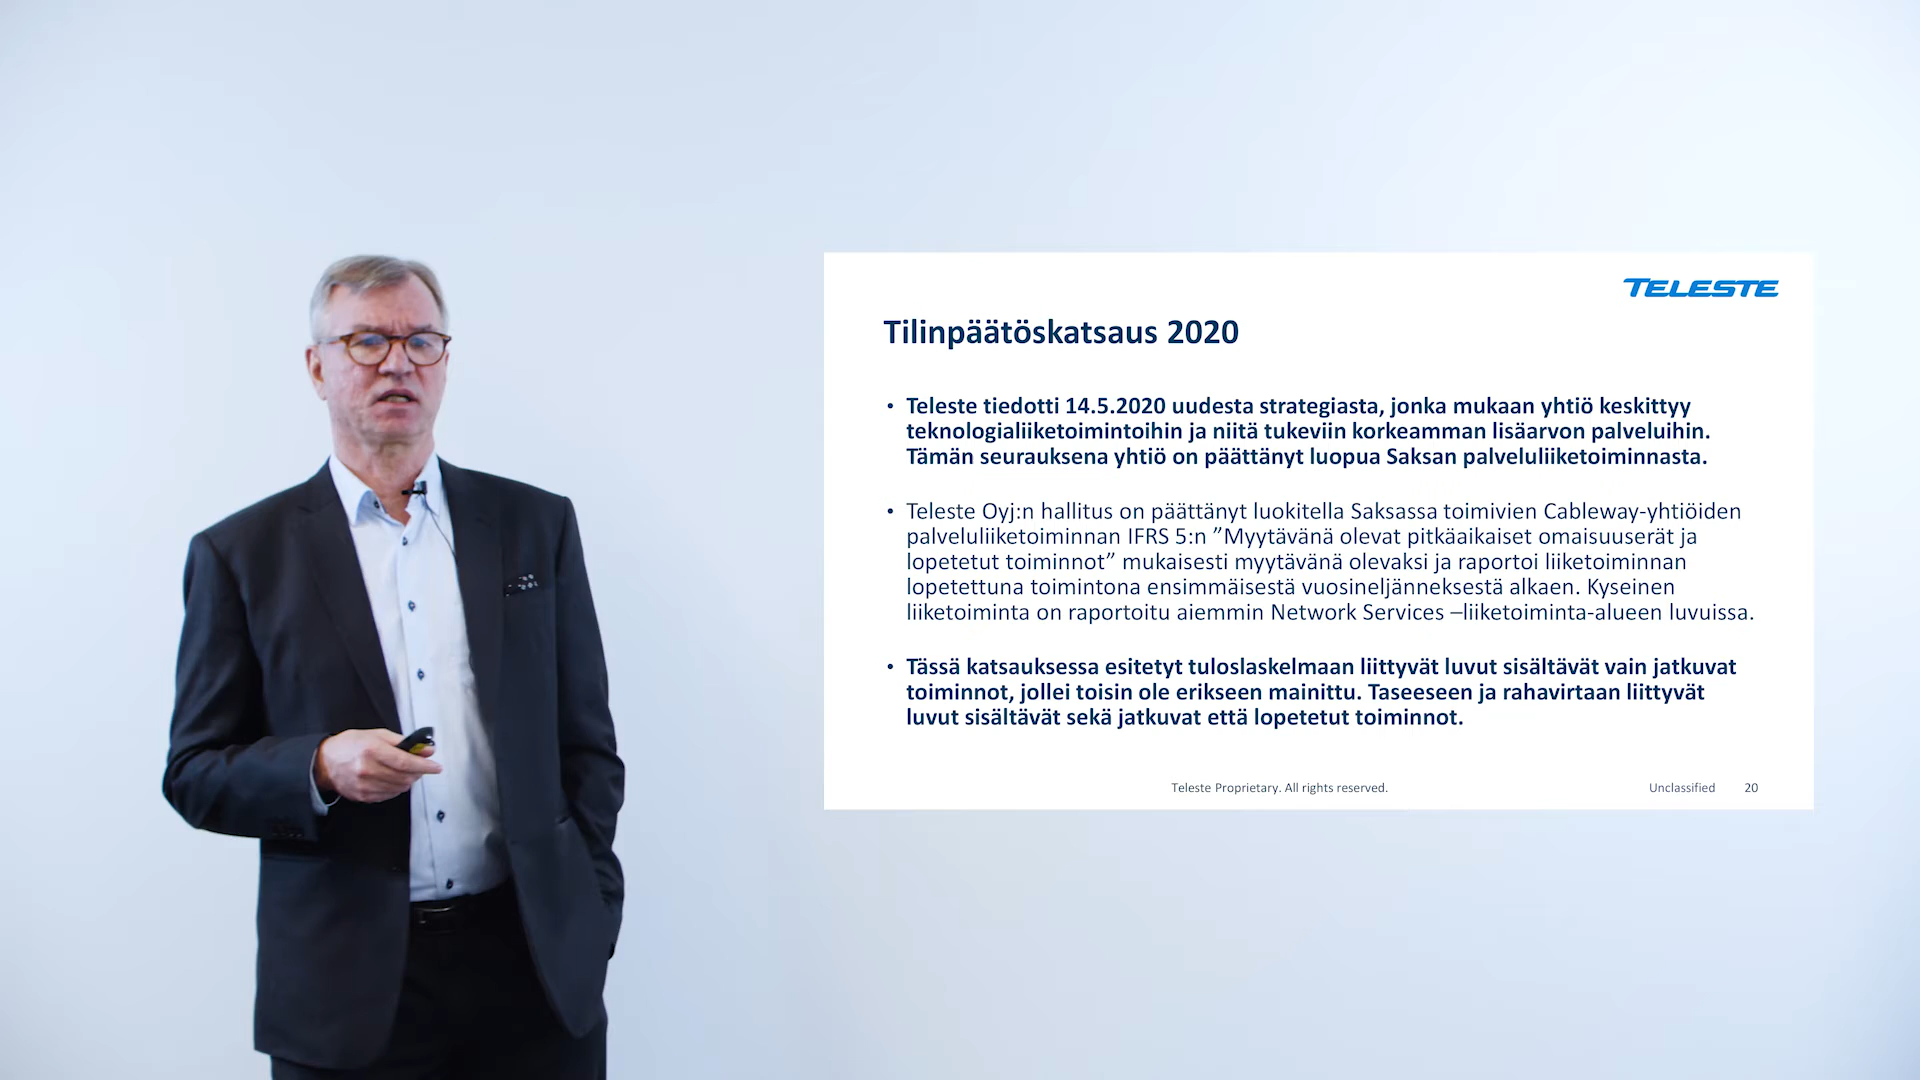 TELESTE
Tilinpäätöskatsaus 2020
• Teleste tiedotti 14.5.2020 uudesta strategiasta, jonka mukaan yhtiö keskittyy
teknologialiiketoimintoihin ja niitä tukeviin korkeamman lisäarvon palveluihin.
Tämän seurauksena yhtiö on päättänyt luopua Saksan palveluliiketoiminnasta.
• Teleste Oyj:n hallitus on päättänyt luokitella Saksassa toimivien Cableway-yhtiöiden
palveluliiketoiminnan IFRS 5:n ”Myytävänä olevat pitkäaikaiset omaisuuserät ja
lopetetut toiminnot” mukaisesti myytävänä olevaksi ja raportoi liiketoiminnan
lopetettuna toimintona ensimmäisestä vuosineljänneksestä alkaen. Kyseinen
liiketoiminta on raportoitu aiemmin Network Services –liiketoiminta-alueen luvuissa.
• Tässä katsauksessa esitetyt tuloslaskelmaan liittyvät luvut sisältävät vain jatkuvat
toiminnot, jollei toisin ole erikseen mainittu. Taseeseen ja rahavirtaan liittyvät
luvut sisältävät sekä jatkuvat että lopetetut toiminnot.
Teleste Proprietary. All rights reserved. Unclassified 20